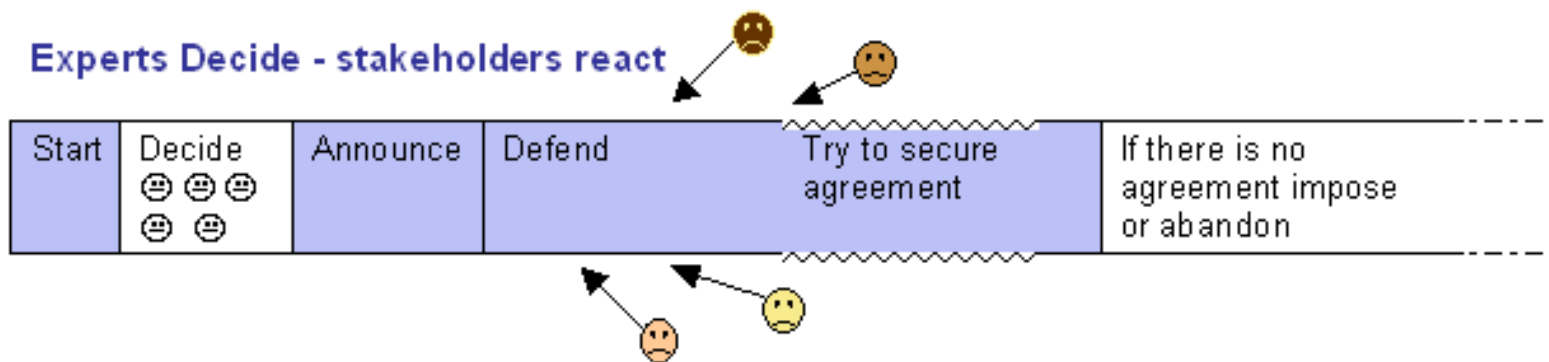 Experts Decide - stakeholders react
Start
Decide
Announce
Defend
Try to secure
agreement
If there is no
agreement impose
or abandon